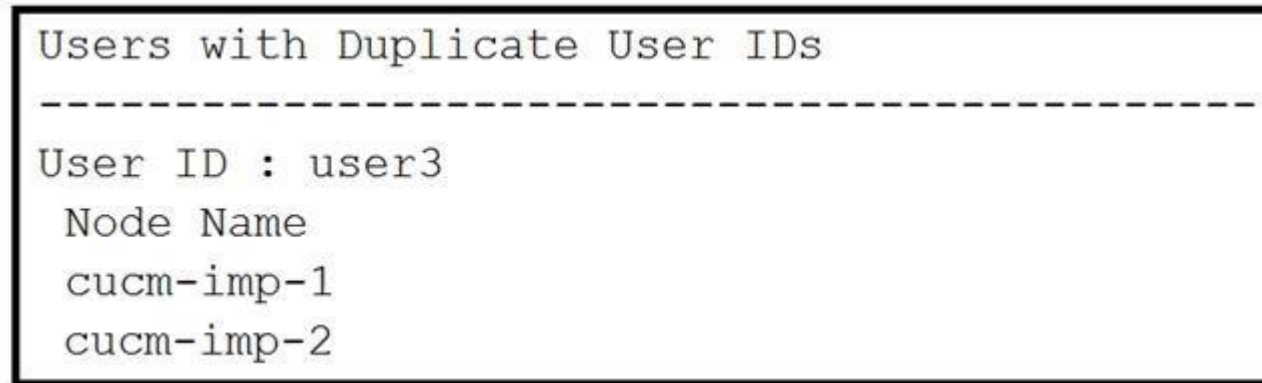 Users with Duplicate User IDs
---------------------------------------------
User ID : user3
Node Name
cucm-imp-1
cucm-imp-2